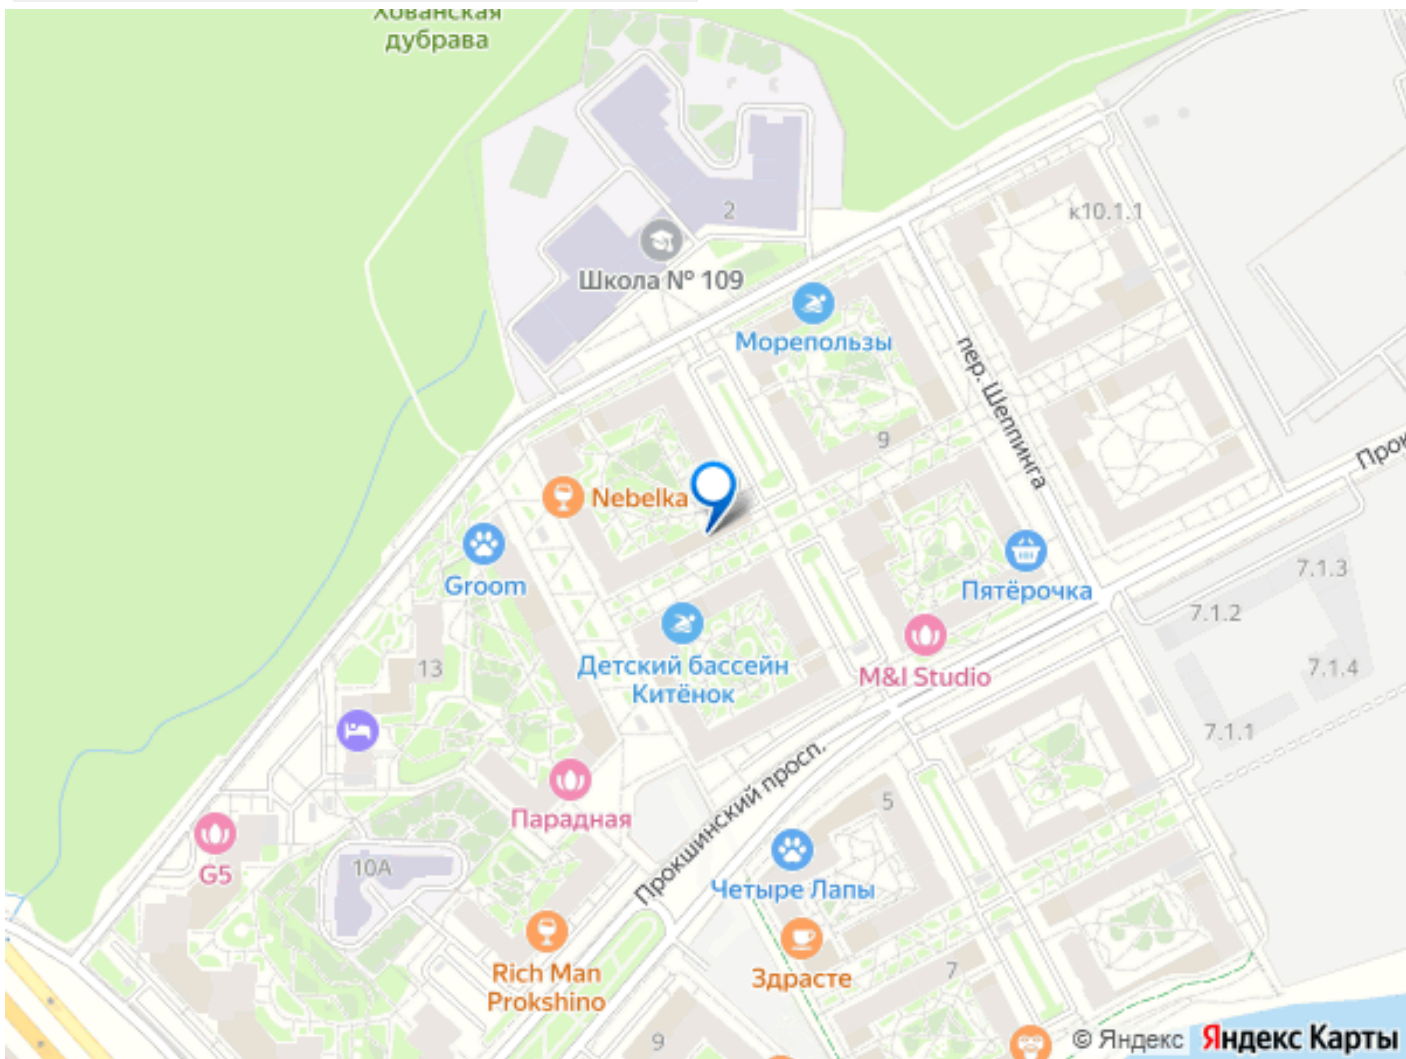 Хованская
дубрава
к10.1.1
2
Школа № 109
Морепользы
пер. Шеппинга
9
Nebelka
Groom
Пятёрочка
7.1.3
7.1.2
Детский бассейн
Китёнок
13
M&I Studio
7.1.4
7.1.1
Прокшинский просп.
5
Парадная
G5
10А
Четыре Лапы
Rich Man
Prokshino
Здрасте
7
9
© Яндекс Яндекс Карты